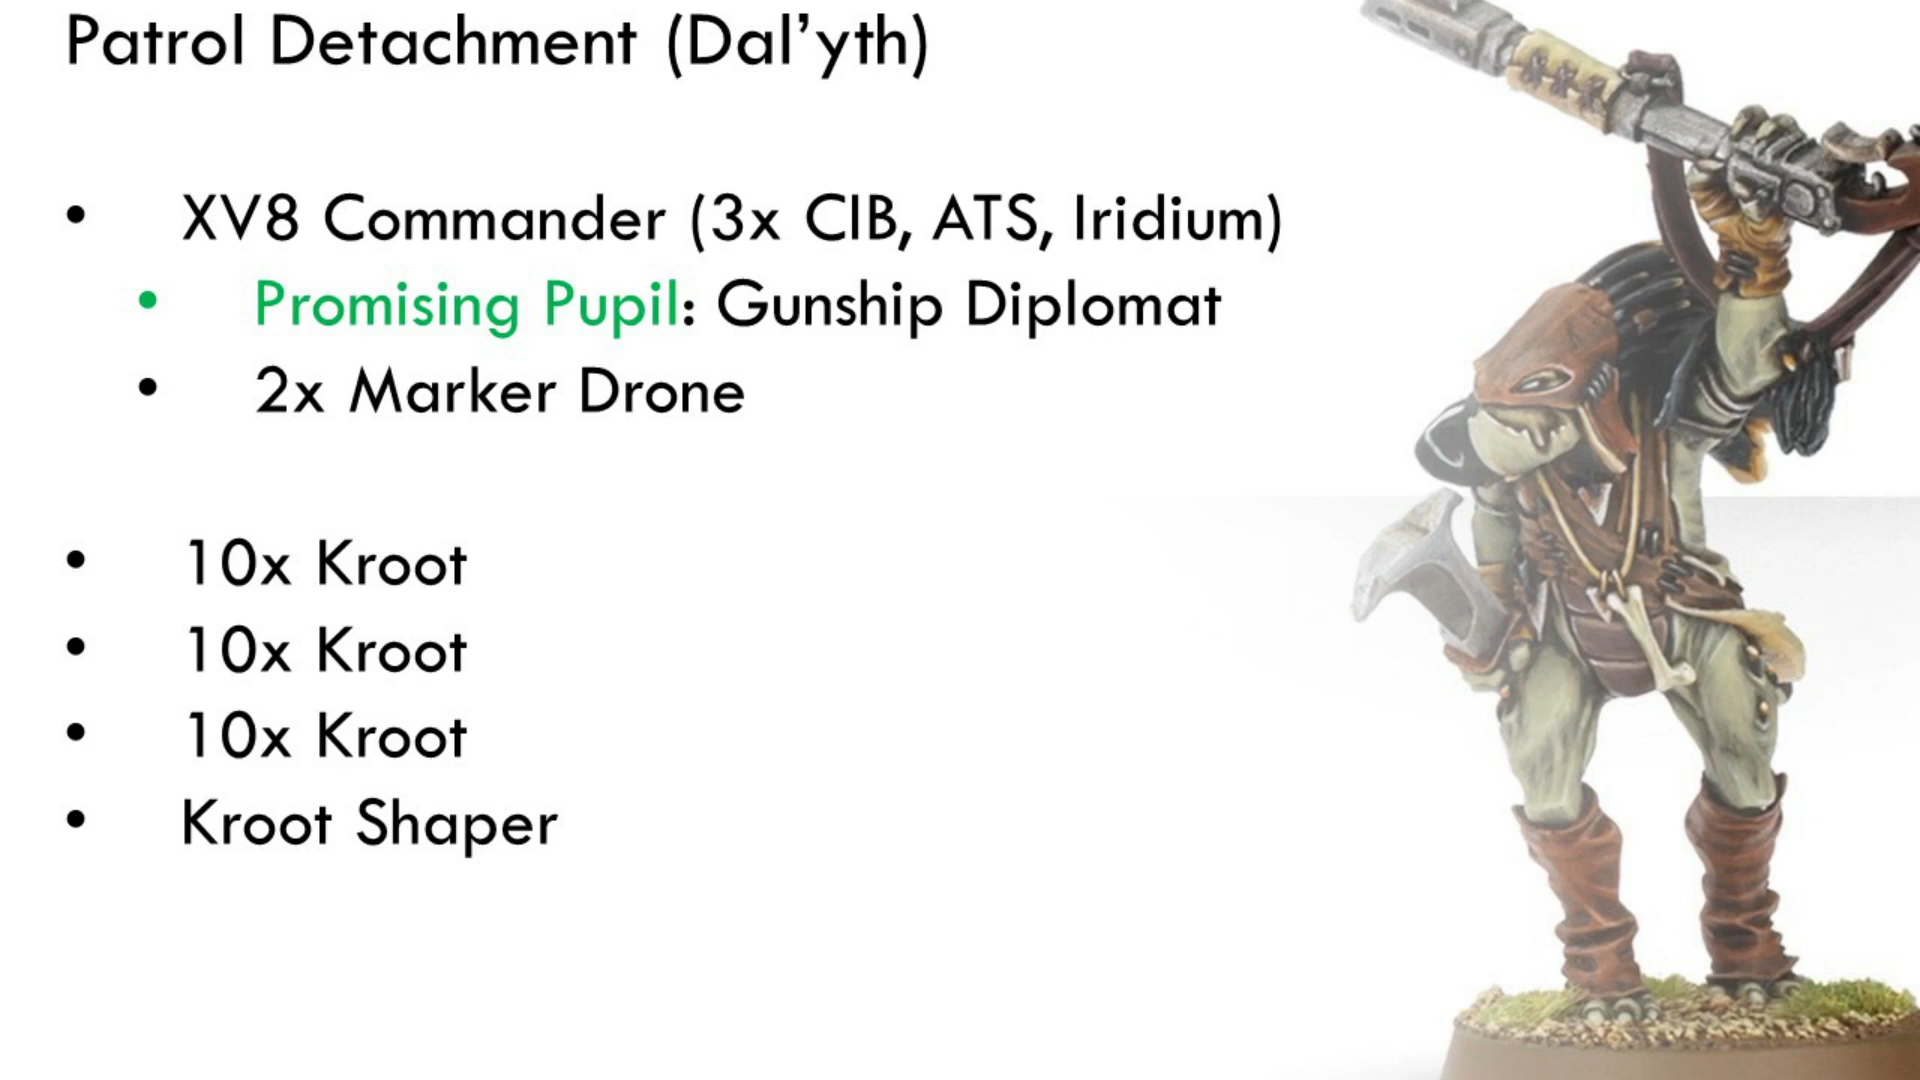 Patrol Detachment (Dal’yth)
• XV8 Commander (3x CIB, ATS, Iridium)
• Promising Pupil: Gunship Diplomat
• 2x Marker Drone
• 10x Kroot
• 10x Kroot
• 10x Kroot
• Kroot Shaper